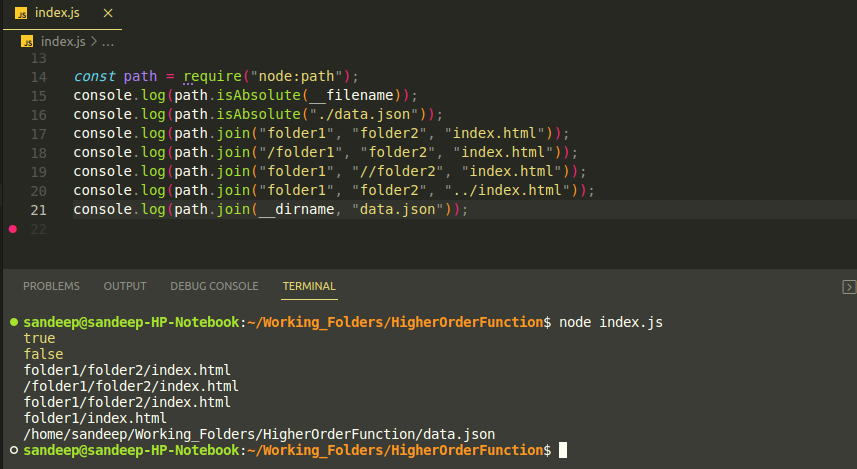 JS index.js ×
JS index.js > ...
13
14 const path = require("node:path");
15 console.log(path.isAbsolute(__filename));
16 console.log(path.isAbsolute("./data.json"));
17 console.log(path.join("folder1", "folder2", "index.html"));
18 console.log(path.join("/folder1", "folder2", "index.html"));
19 console.log(path.join("folder1", "//folder2", "index.html"));
20 console.log(path.join("folder1", "folder2", "../index.html"));
21 console.log(path.join(__dirname, "data.json"));
22
PROBLEMS OUTPUT DEBUG CONSOLE TERMINAL
sandeep@sandeep-HP-Notebook:~/Working_Folders/HigherOrderFunction$ node index.js
true
false
folder1/folder2/index.html
/folder1/folder2/index.html
folder1/folder2/index.html
folder1/index.html
/home/sandeep/Working_Folders/HigherOrderFunction/data.json
sandeep@sandeep-HP-Notebook:~/Working_Folders/HigherOrderFunction$